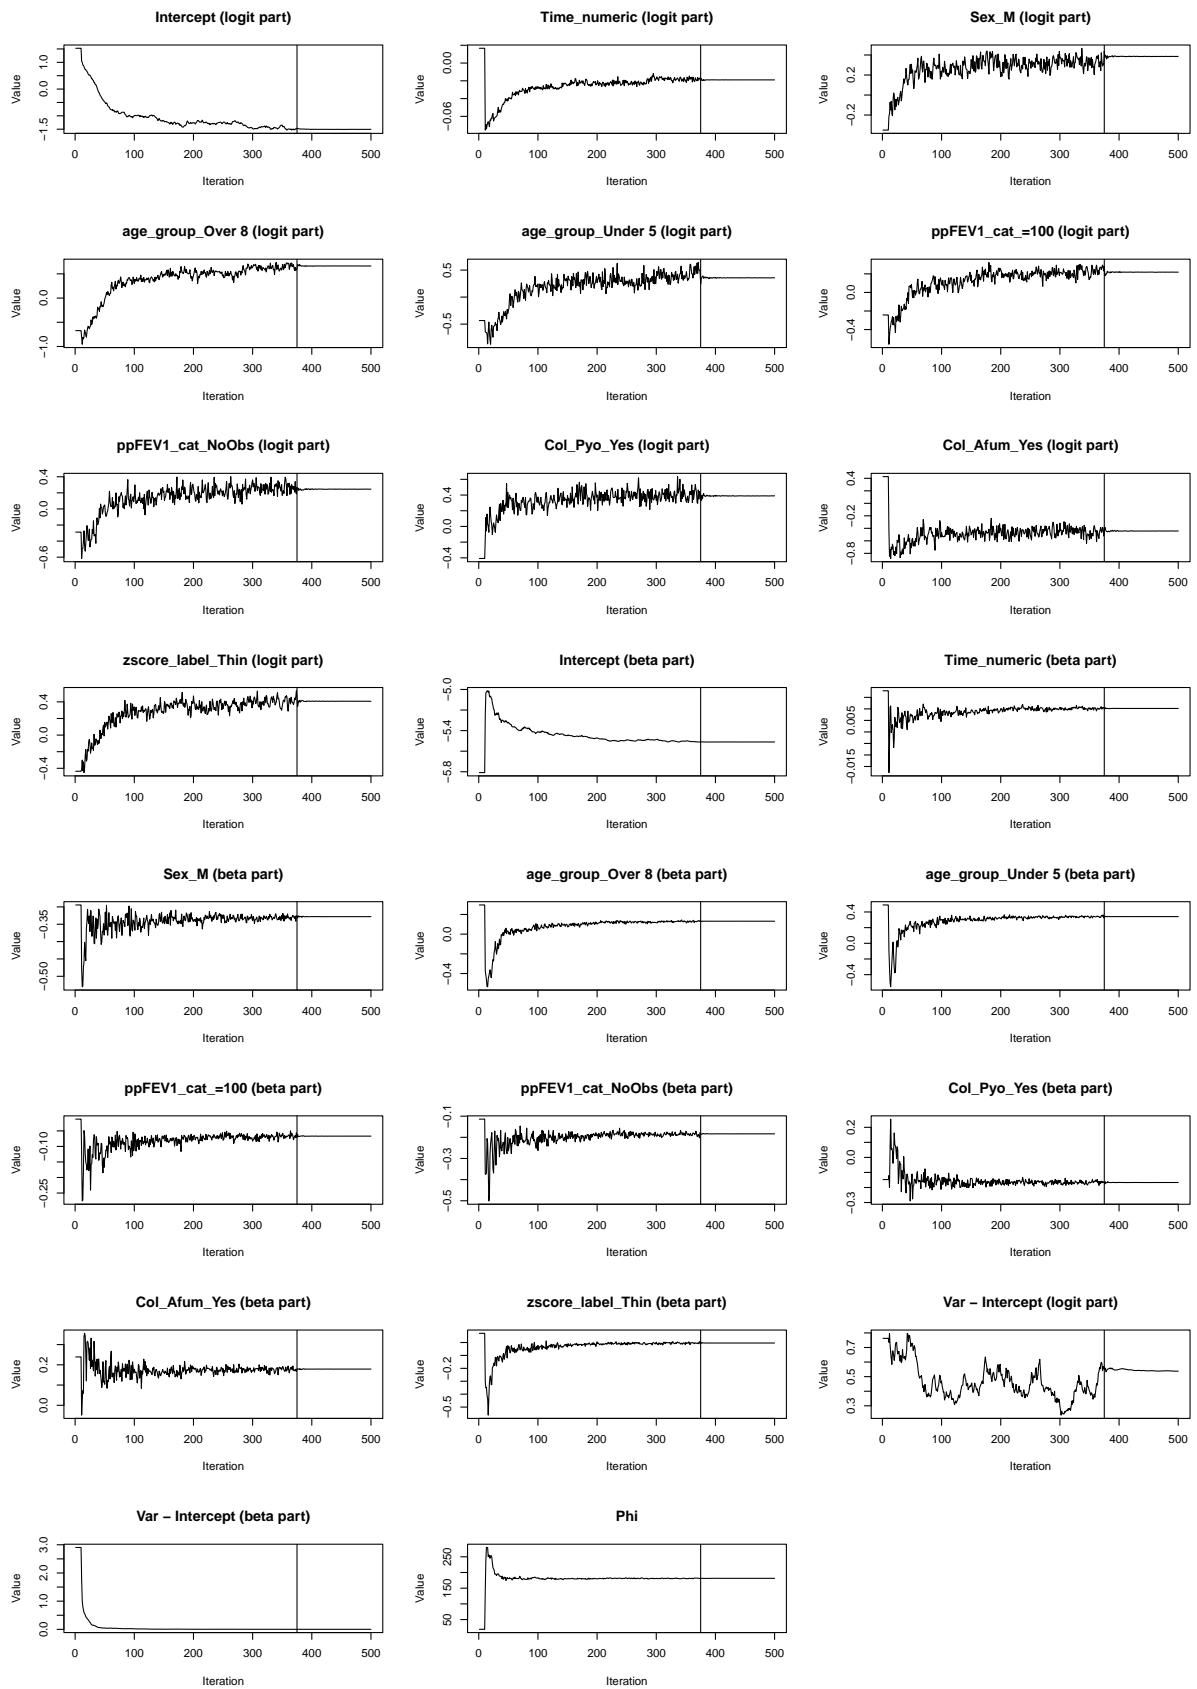 Intercept (logit part)
Value
−1.5 0.0 1.0
0 100 200 300 400 500
Iteration
Time_numeric (logit part)
Value
−0.06 0.00
0 100 200 300 400 500
Iteration
Sex_M (logit part)
Value
−0.2 0.2
0 100 200 300 400 500
Iteration
age_group_Over 8 (logit part)
Value
−1.0 0.0
0 100 200 300 400 500
Iteration
age_group_Under 5 (logit part)
Value
−0.5 0.5
0 100 200 300 400 500
Iteration
ppFEV1_cat_=100 (logit part)
Value
−0.4 0.0
0 100 200 300 400 500
Iteration
ppFEV1_cat_NoObs (logit part)
Value
−0.6 0.0 0.4
0 100 200 300 400 500
Iteration
Col_Pyo_Yes (logit part)
Value
−0.4 0.0 0.4
0 100 200 300 400 500
Iteration
Col_Afum_Yes (logit part)
Value
−0.8 −0.2 0.4
0 100 200 300 400 500
Iteration
zscore_label_Thin (logit part)
Value
−0.4 0.0 0.4
0 100 200 300 400 500
Iteration
Intercept (beta part)
Value
−5.8 −5.4 −5.0
0 100 200 300 400 500
Iteration
Time_numeric (beta part)
Value
−0.015 0.005
0 100 200 300 400 500
Iteration
Sex_M (beta part)
Value
−0.50 −0.35
0 100 200 300 400 500
Iteration
age_group_Over 8 (beta part)
Value
−0.4 0.0
0 100 200 300 400 500
Iteration
age_group_Under 5 (beta part)
Value
−0.4 0.0 0.4
0 100 200 300 400 500
Iteration
ppFEV1_cat_=100 (beta part)
Value
−0.25 −0.10
0 100 200 300 400 500
Iteration
ppFEV1_cat_NoObs (beta part)
Value
−0.5 −0.3 −0.1
0 100 200 300 400 500
Iteration
Col_Pyo_Yes (beta part)
Value
−0.3 0.0 0.2
0 100 200 300 400 500
Iteration
Col_Afum_Yes (beta part)
Value
0.0 0.2
0 100 200 300 400 500
Iteration
zscore_label_Thin (beta part)
Value
−0.5 −0.2
0 100 200 300 400 500
Iteration
Var − Intercept (logit part)
Value
0.3 0.5 0.7
0 100 200 300 400 500
Iteration
Var − Intercept (beta part)
Value
0.0 1.0 2.0 3.0
0 100 200 300 400 500
Iteration
Phi
Value
50 150 250
0 100 200 300 400 500
Iteration